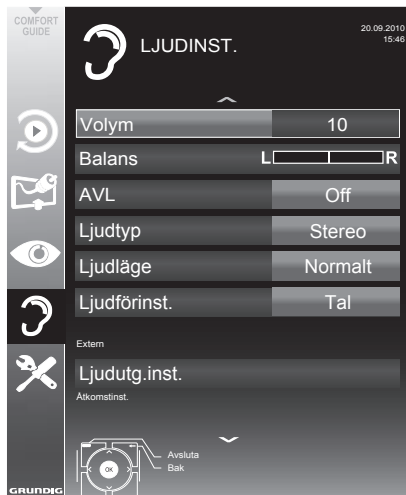 COMFORT
GUIDE
LJUDINST.
20.09.2010
15:46
Volym 10
Balans L R
AVL Off
Ljudtyp Stereo
Ljudläge Normalt
Ljudförinst. Tal
Extern
Ljudutg.inst.
Åtkomstinst.
Avsluta
Bak
OK
GRUNDIG